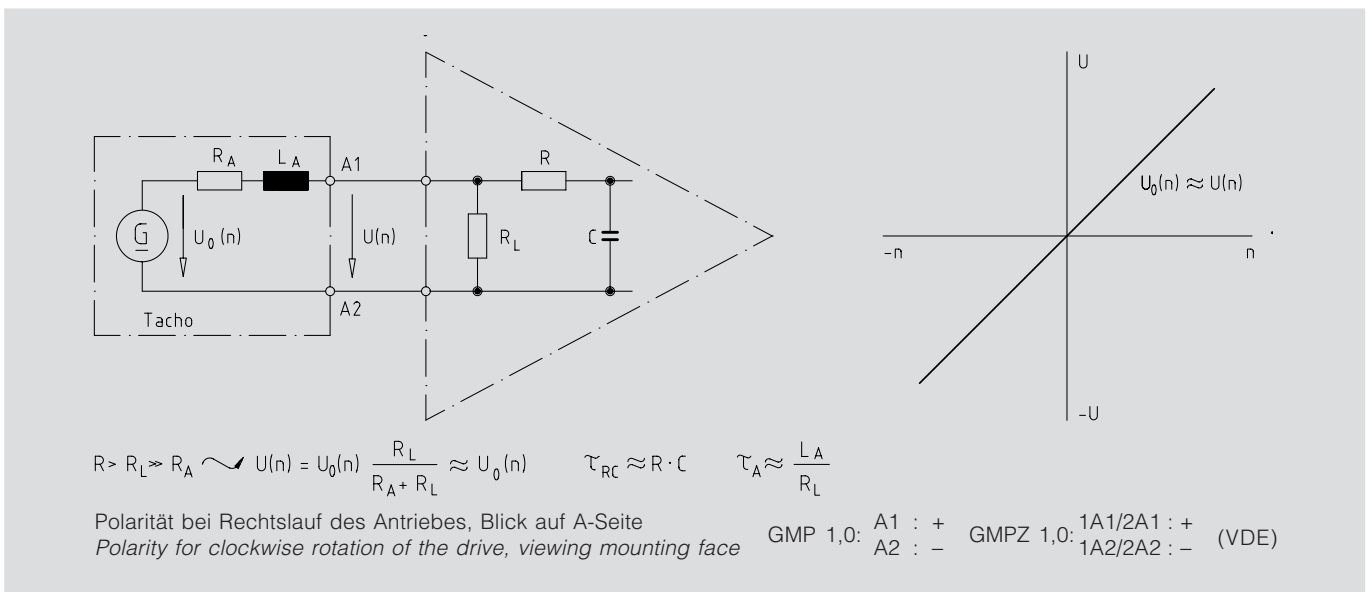 U
R_A L_A A1 R
U_0(n) ≈ U(n)
G U_0(n) U(n) R_L C
-n n
A2
Tacho
-U
R > R_L >> R_A ⤳ U(n) = U_0(n) R_L / (R_A + R_L) ≈ U_0(n) τ_RC ≈ R · C τ_A ≈ L_A / R_L
Polarität bei Rechtslauf des Antriebes, Blick auf A-Seite
Polarity for clockwise rotation of the drive, viewing mounting face
GMP 1,0: A1 : +
A2 : –
GMPZ 1,0: 1A1/2A1 : +
1A2/2A2 : –
(VDE)